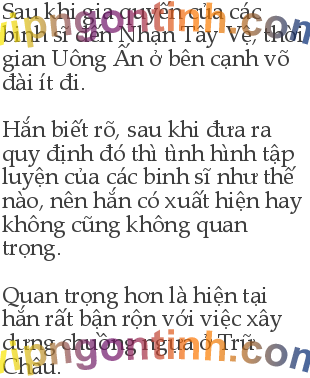 Sau khi gia quyến của các
binh sĩ đến Nhạn Tây Vệ, thời
gian Uông Ấn ở bên cạnh võ
đài ít đi.
Hắn biết rõ, sau khi đưa ra
quy định đó thì tình hình tập
luyện của các binh sĩ như thế
nào, nên hắn có xuất hiện hay
không cũng không quan
trọng.
Quan trọng hơn là hiện tại
hắn rất bận rộn với việc xây
dựng chuồng ngựa ở Trữ
Châu.
vipngontinh.com
vipngontinh.com